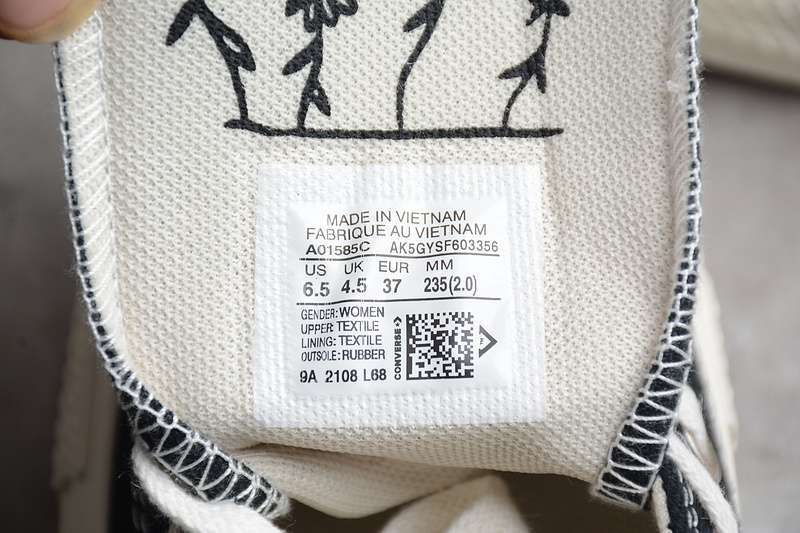 MADE IN VIETNAM
FABRIQUE AU VIETNAM
A01585C AK5GYSF603356
US UK EUR MM
6.5 4.5 37 235(2.0)
GENDER: WOMEN
UPPER: TEXTILE
LINING: TEXTILE
OUTSOLE: RUBBER
9A 2108 L68
CONVERSE